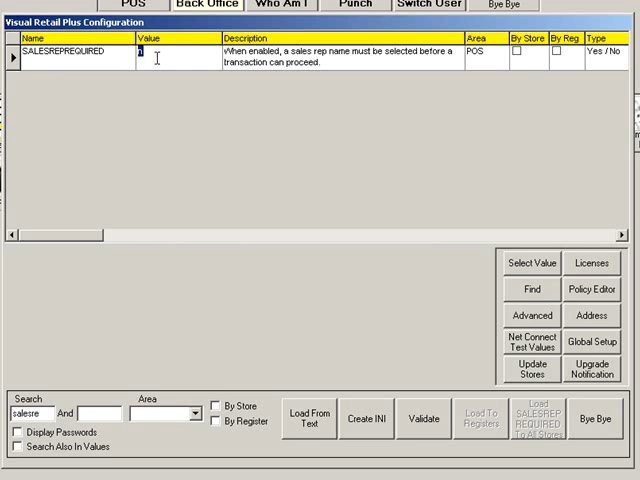 POS Back Office Who Am I Punch Switch User Bye Bye
Visual Retail Plus Configuration
Name Value Description Area By Store By Reg Type
SALESREPREQUIRED n When enabled, a sales rep name must be selected before a POS Yes / No
transaction can proceed.
Select Value Licenses
Find Policy Editor
Advanced Address
Net Connect
Test Values
Global Setup
Update
Stores
Upgrade
Notification
Search Area
salesre And
By Store
By Register
Display Passwords
Search Also In Values
Load From
Text
Create INI
Validate
Load To
Registers
Load
SALESREP
REQUIRED
To All Stores
Bye Bye